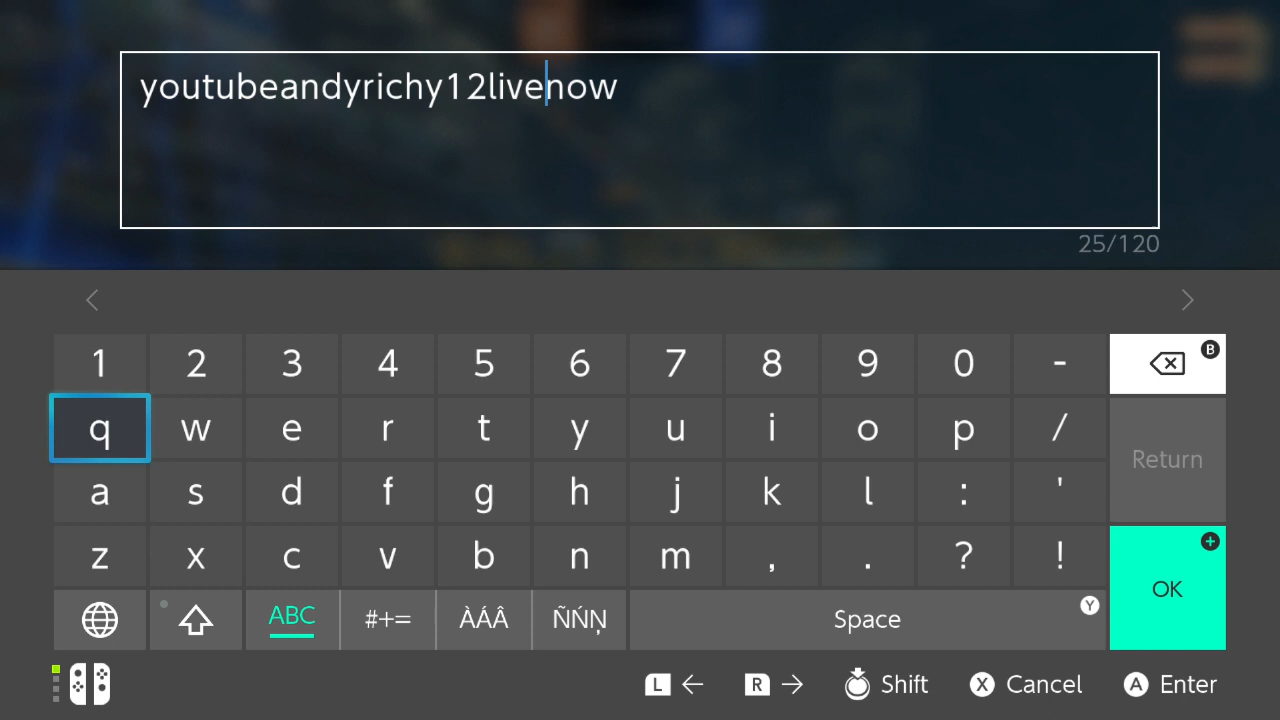 youtubeandyrichy12livenow
25/120
1 2 3 4 5 6 7 8 9 0 - B
q w e r t y u i o p /
Return
a s d f g h j k l : '
z x c v b n m , . ? ! +
OK
ABC #+= ÀÁÂ ÑŃŅ Space Y
L ← R → Shift X Cancel A Enter